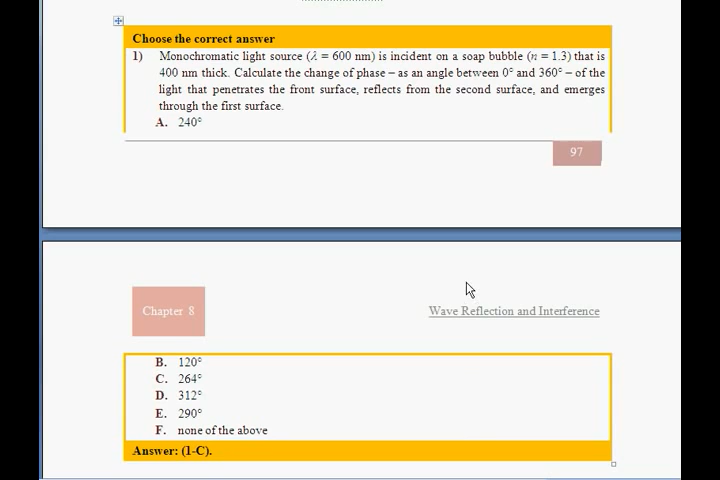 Choose the correct answer
1) Monochromatic light source (λ = 600 nm) is incident on a soap bubble (n = 1.3) that is
400 nm thick. Calculate the change of phase – as an angle between 0° and 360° – of the
light that penetrates the front surface, reflects from the second surface, and emerges
through the first surface.
A. 240°
97
Chapter 8
Wave Reflection and Interference
B. 120°
C. 264°
D. 312°
E. 290°
F. none of the above
Answer: (1-C).